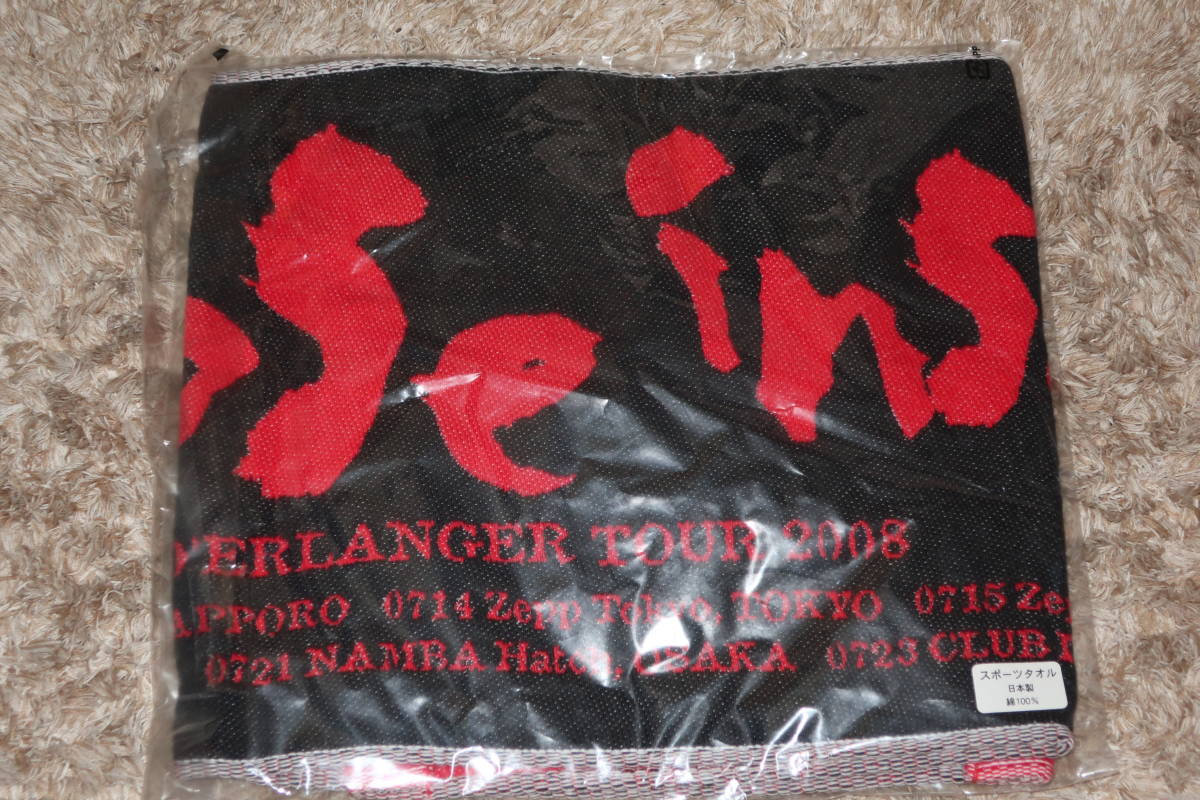 se ins
D'ERLANGER TOUR 2008
APPORO 0714 Zepp Tokyo, TOKYO 0715 Ze
0721 NAMBA Hatch, OSAKA 0723 CLUB
スポーツタオル
日本製
綿100%